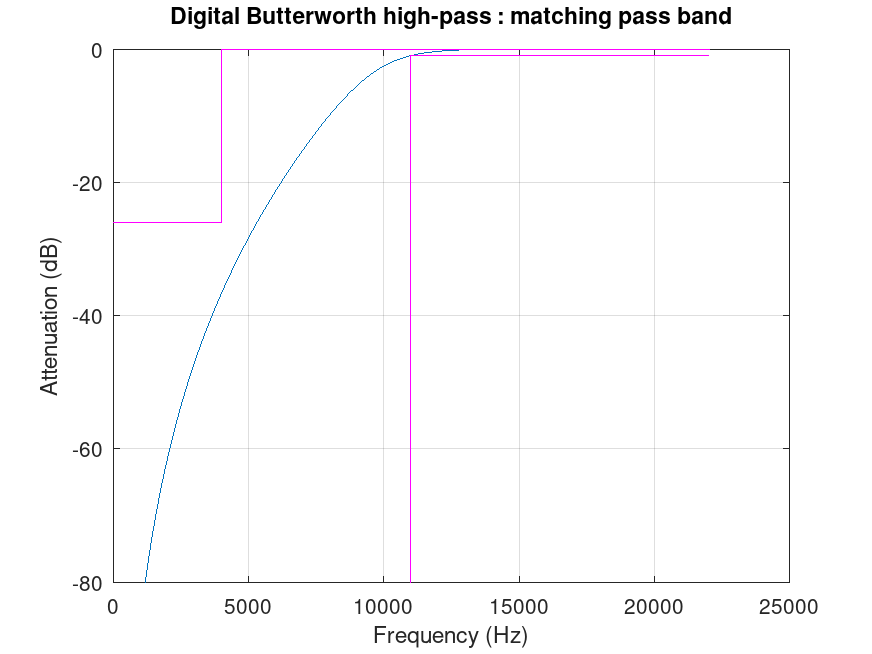 Digital Butterworth high-pass : matching pass band
0
-20
-40
-60
-80
Attenuation (dB)
0 5000 10000 15000 20000 25000
Frequency (Hz)